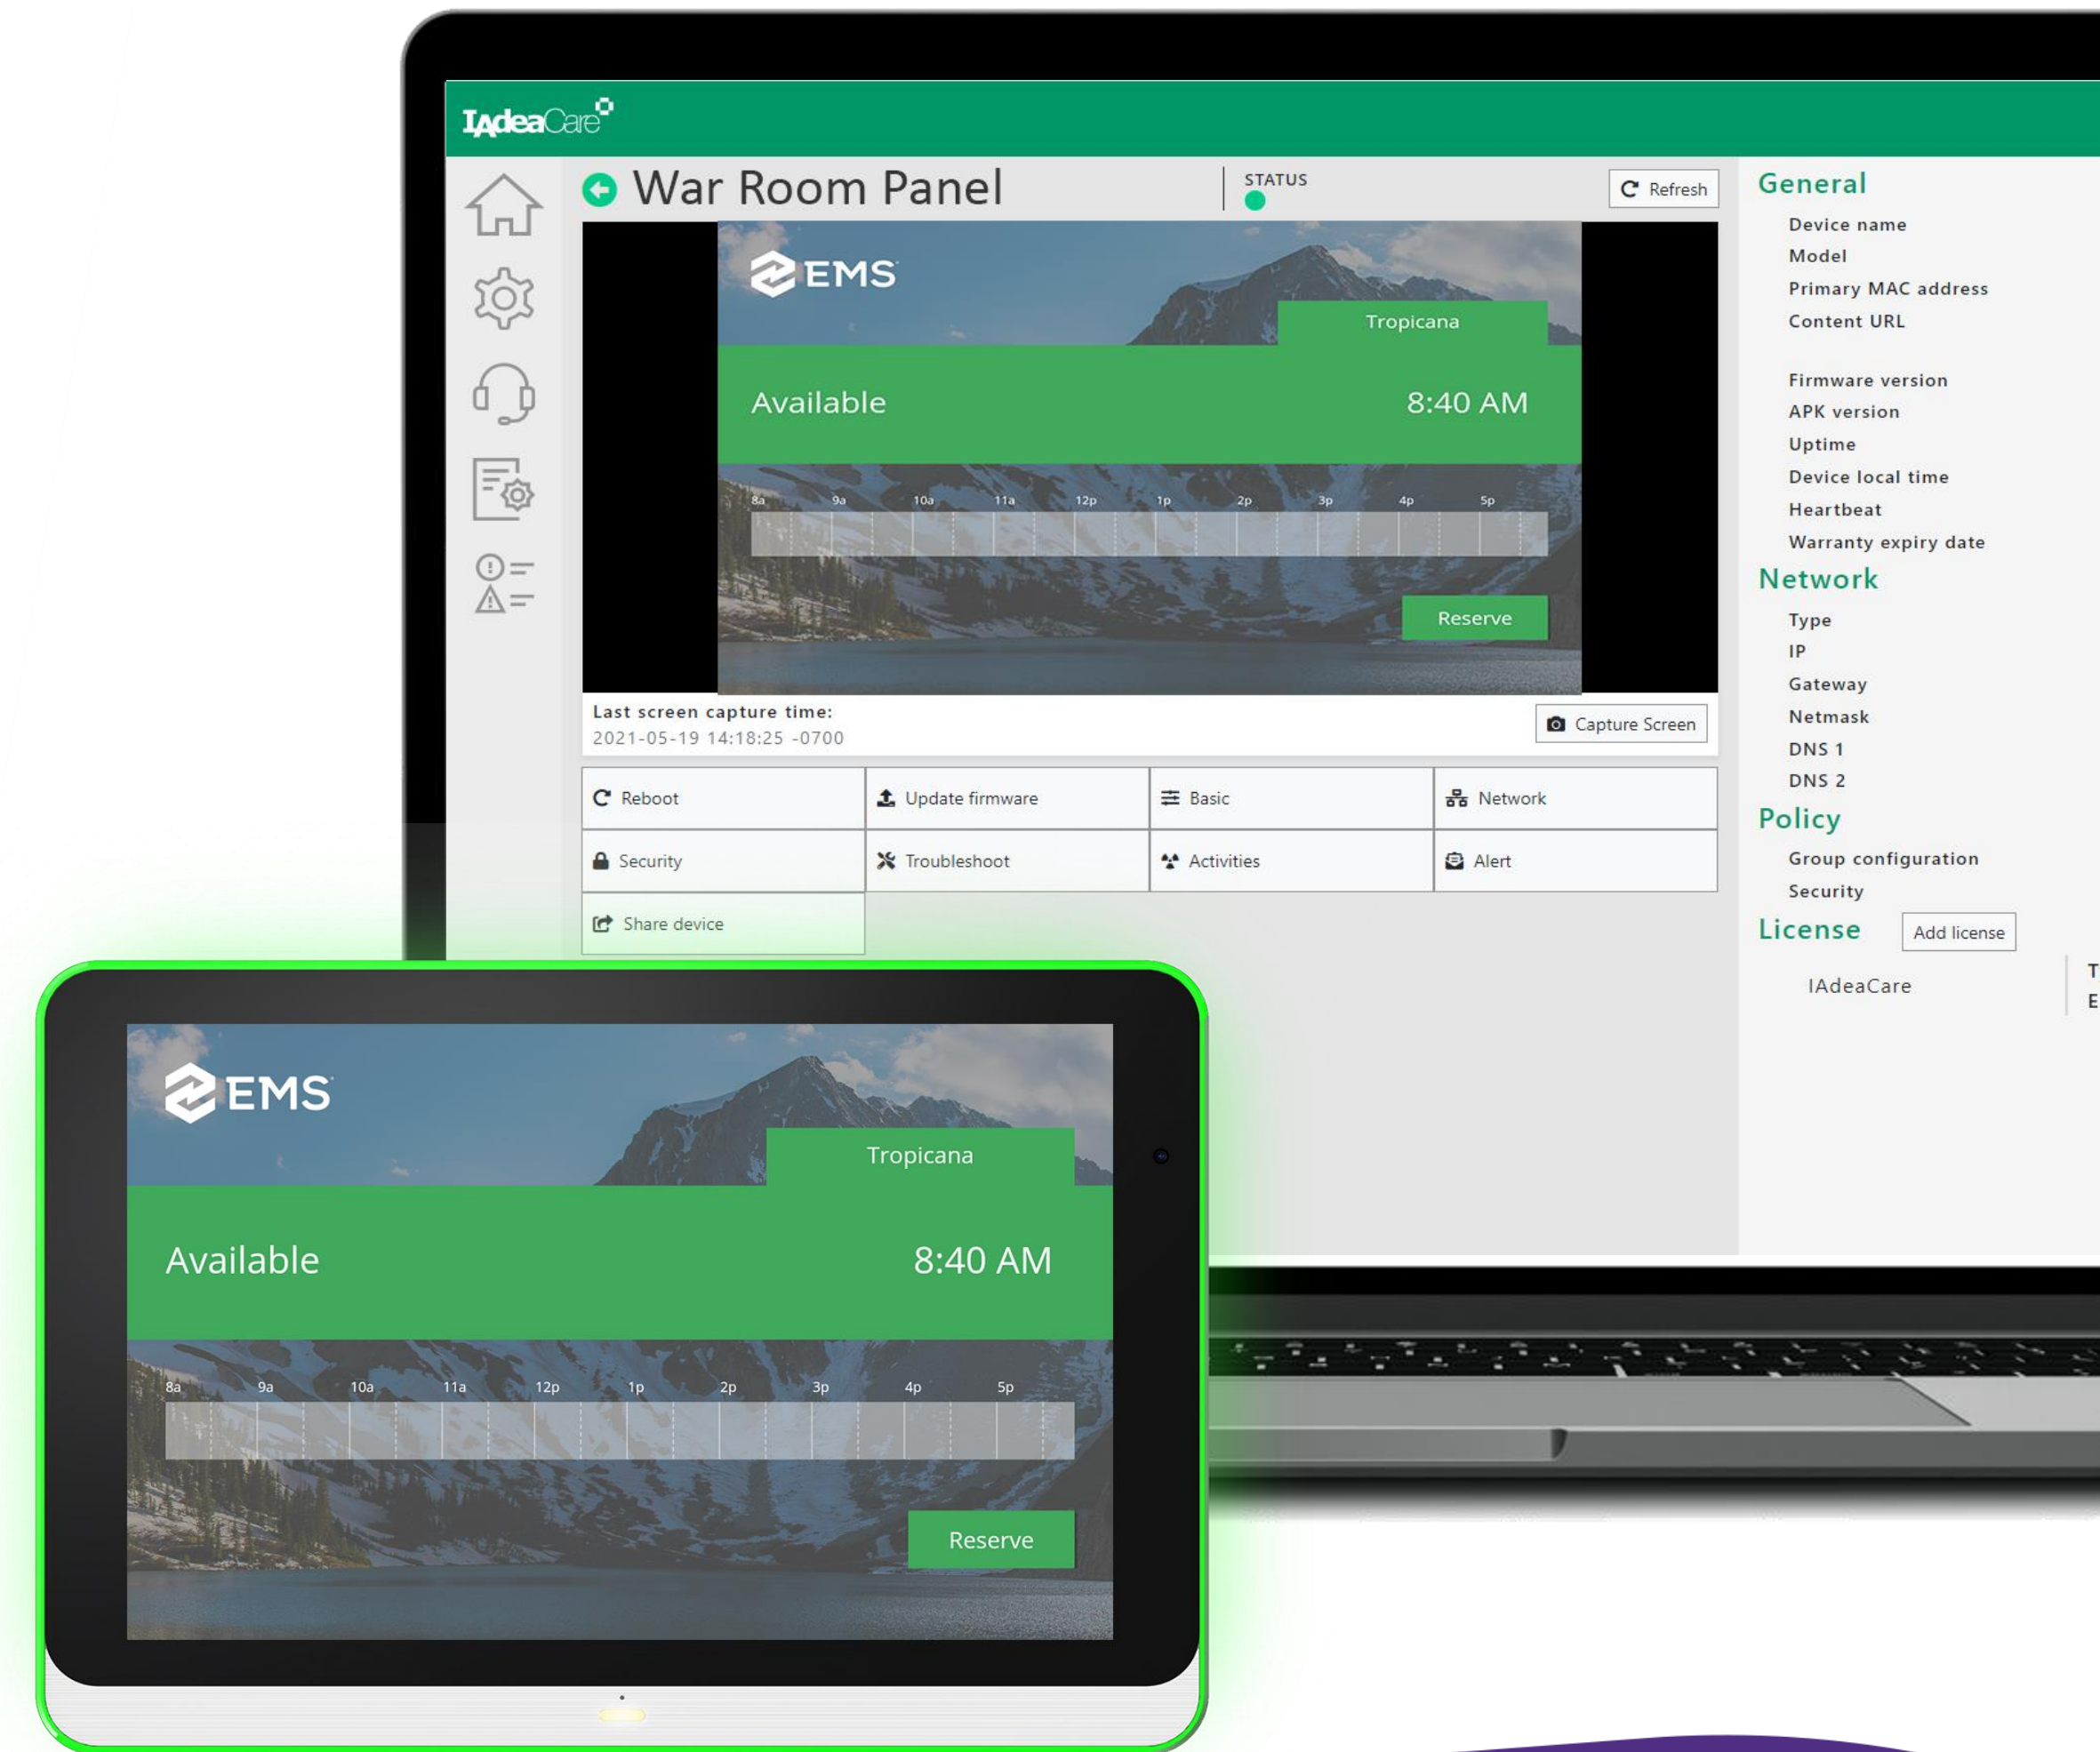 IAdeaCare
War Room Panel
STATUS
Refresh
EMS
Tropicana
Available
8:40 AM
8a 9a 10a 11a 12p 1p 2p 3p 4p 5p
Reserve
Last screen capture time:
2021-05-19 14:18:25 -0700
Capture Screen
Reboot
Update firmware
Basic
Network
Security
Troubleshoot
Activities
Alert
Share device
General
Device name
Model
Primary MAC address
Content URL
Firmware version
APK version
Uptime
Device local time
Heartbeat
Warranty expiry date
Network
Type
IP
Gateway
Netmask
DNS 1
DNS 2
Policy
Group configuration
Security
License
Add license
IAdeaCare
T
E
EMS
Tropicana
Available
8:40 AM
8a 9a 10a 11a 12p 1p 2p 3p 4p 5p
Reserve